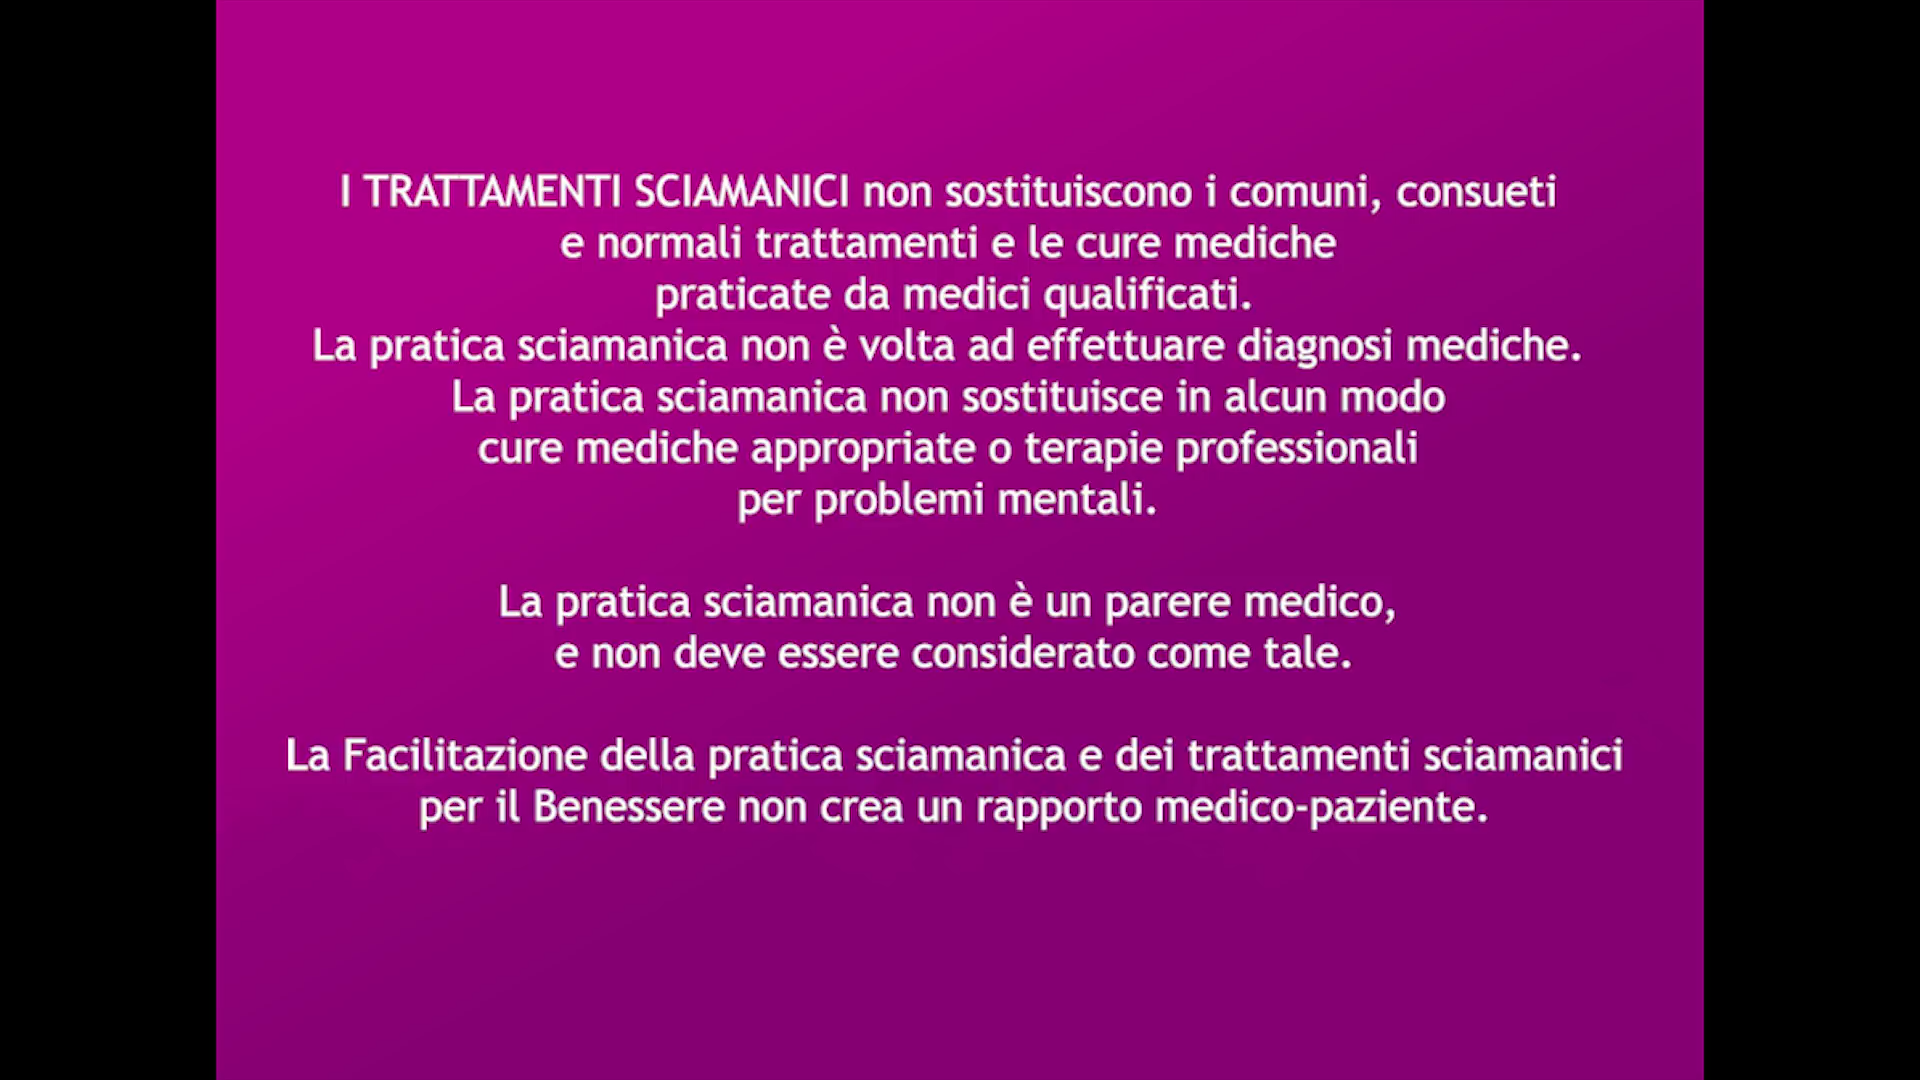 I TRATTAMENTI SCIAMANICI non sostituiscono i comuni, consueti
e normali trattamenti e le cure mediche
praticate da medici qualificati.
La pratica sciamanica non è volta ad effettuare diagnosi mediche.
La pratica sciamanica non sostituisce in alcun modo
cure mediche appropriate o terapie professionali
per problemi mentali.
La pratica sciamanica non è un parere medico,
e non deve essere considerato come tale.
La Facilitazione della pratica sciamanica e dei trattamenti sciamanici
per il Benessere non crea un rapporto medico-paziente.